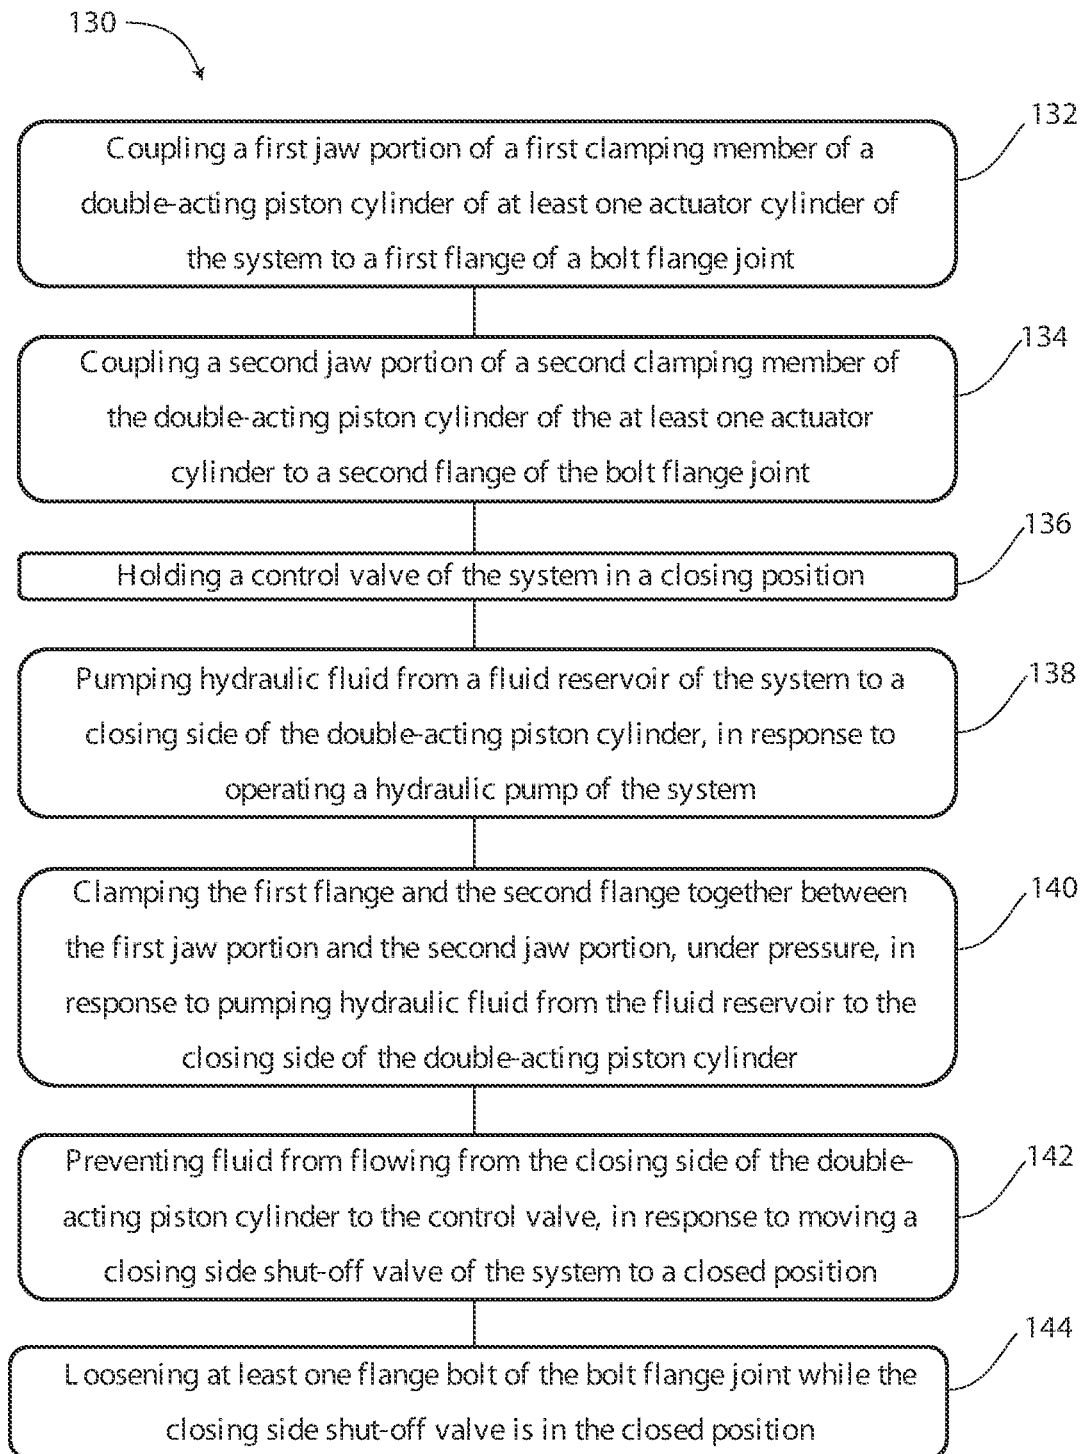 130
132
Coupling a first jaw portion of a first clamping member of a
double-acting piston cylinder of at least one actuator cylinder of
the system to a first flange of a bolt flange joint
134
Coupling a second jaw portion of a second clamping member of
the double-acting piston cylinder of the at least one actuator
cylinder to a second flange of the bolt flange joint
136
Holding a control valve of the system in a closing position
138
Pumping hydraulic fluid from a fluid reservoir of the system to a
closing side of the double-acting piston cylinder, in response to
operating a hydraulic pump of the system
140
Clamping the first flange and the second flange together between
the first jaw portion and the second jaw portion, under pressure, in
response to pumping hydraulic fluid from the fluid reservoir to the
closing side of the double-acting piston cylinder
142
Preventing fluid from flowing from the closing side of the double-
acting piston cylinder to the control valve, in response to moving a
closing side shut-off valve of the system to a closed position
144
Loosening at least one flange bolt of the bolt flange joint while the
closing side shut-off valve is in the closed position